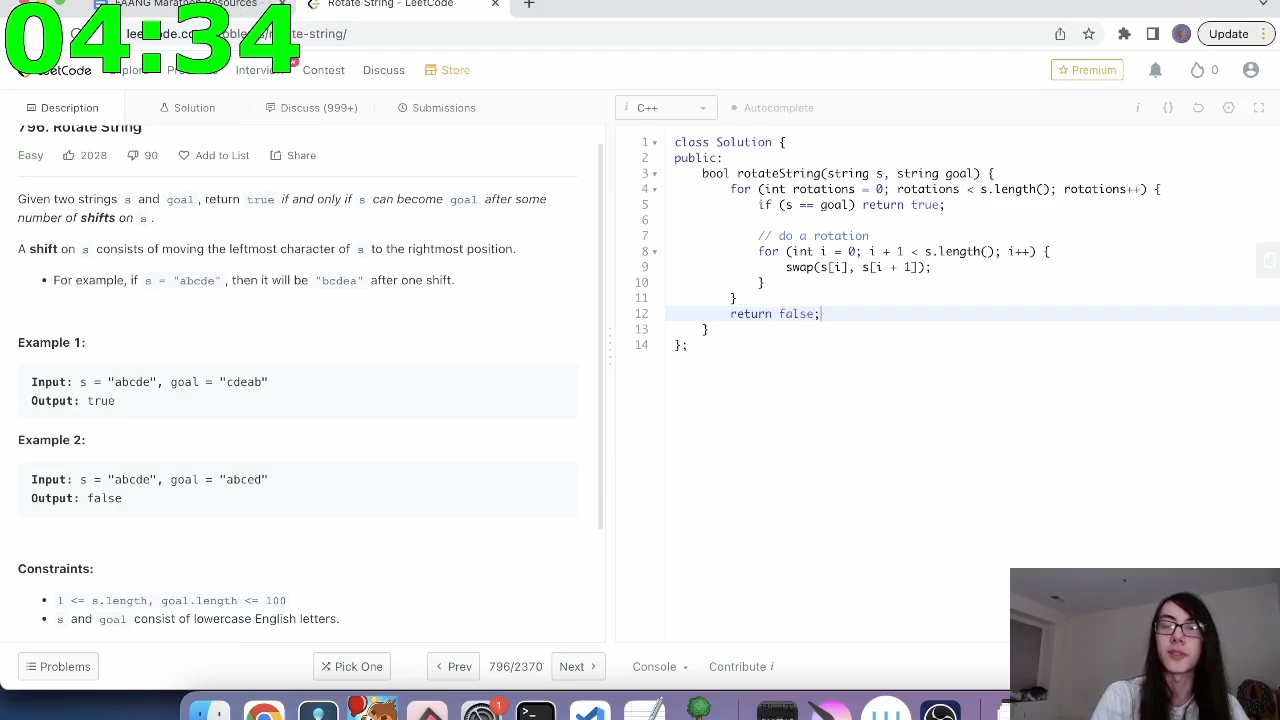 04:34
FAANG Marathon Resources -
Rotate String - LeetCode
Update
LeetCode
Interview
Contest
Discuss
Store
Premium
0
Description
Solution
Discuss (999+)
Submissions
i C++
Autocomplete
796. Rotate String
Easy
2028
90
Add to List
Share
Given two strings s and goal, return true if and only if s can become goal after some
number of shifts on s.
A shift on s consists of moving the leftmost character of s to the rightmost position.
• For example, if s = "abcde", then it will be "bcdea" after one shift.
Example 1:
Input: s = "abcde", goal = "cdeab"
Output: true
Example 2:
Input: s = "abcde", goal = "abced"
Output: false
Constraints:
• 1 <= s.length, goal.length <= 100
• s and goal consist of lowercase English letters.
1 class Solution {
2 public:
3 bool rotateString(string s, string goal) {
4 for (int rotations = 0; rotations < s.length(); rotations++) {
5 if (s == goal) return true;
6
7 // do a rotation
8 for (int i = 0; i + 1 < s.length(); i++) {
9 swap(s[i], s[i + 1]);
10 }
11 }
12 return false;
13 }
14 };
Problems
Pick One
Prev
796/2370
Next
Console
Contribute i
1